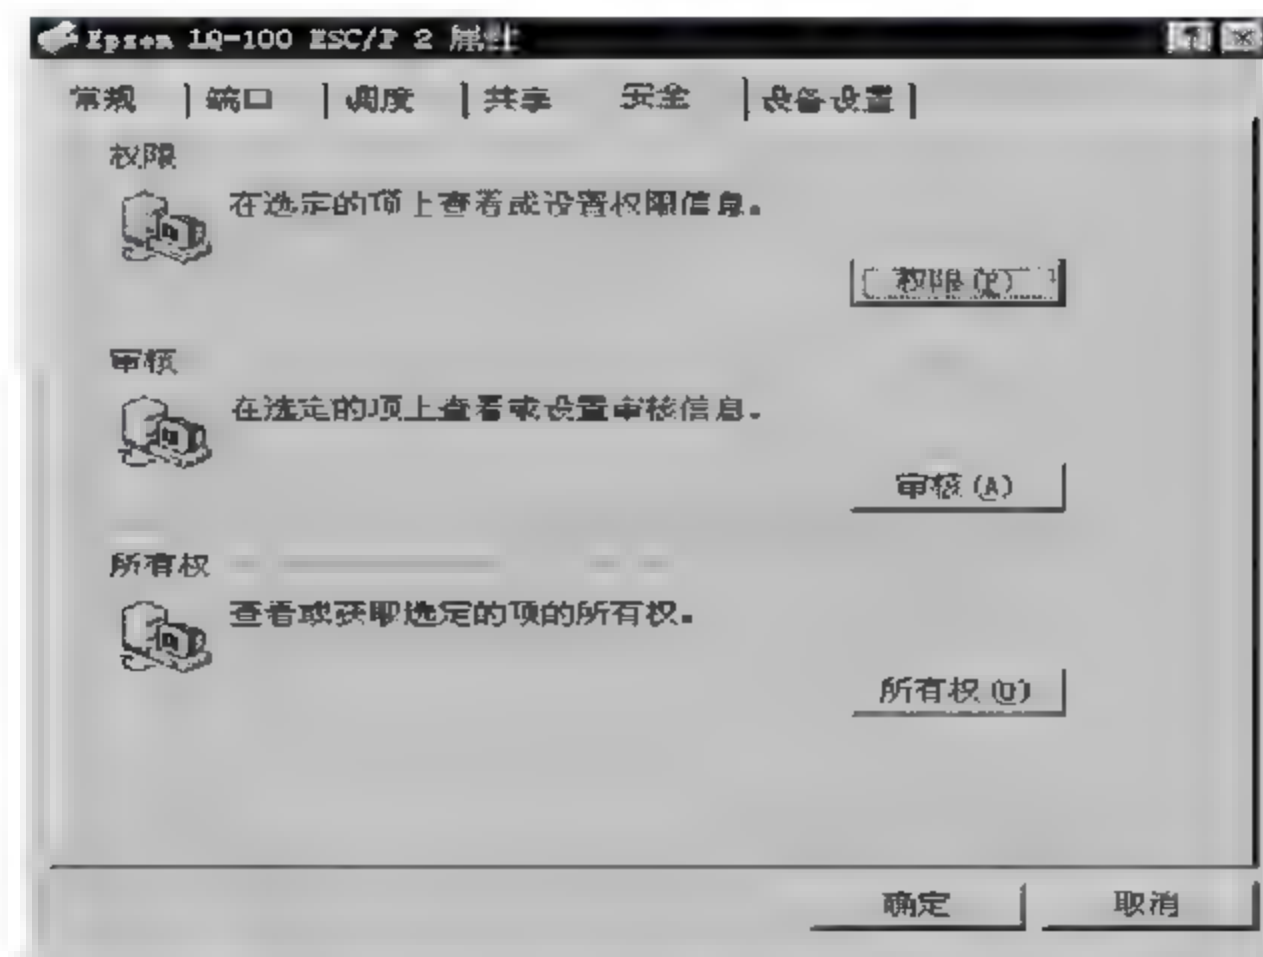 Epson LQ-100 ESC/P 2 属性
常规 端口 调度 共享 安全 设备设置
权限
在选定的项上查看或设置权限信息。
权限(P)
审核
在选定的项上查看或设置审核信息。
审核(A)
所有权
查看或获取选定的项的所有权。
所有权(O)
确定 取消